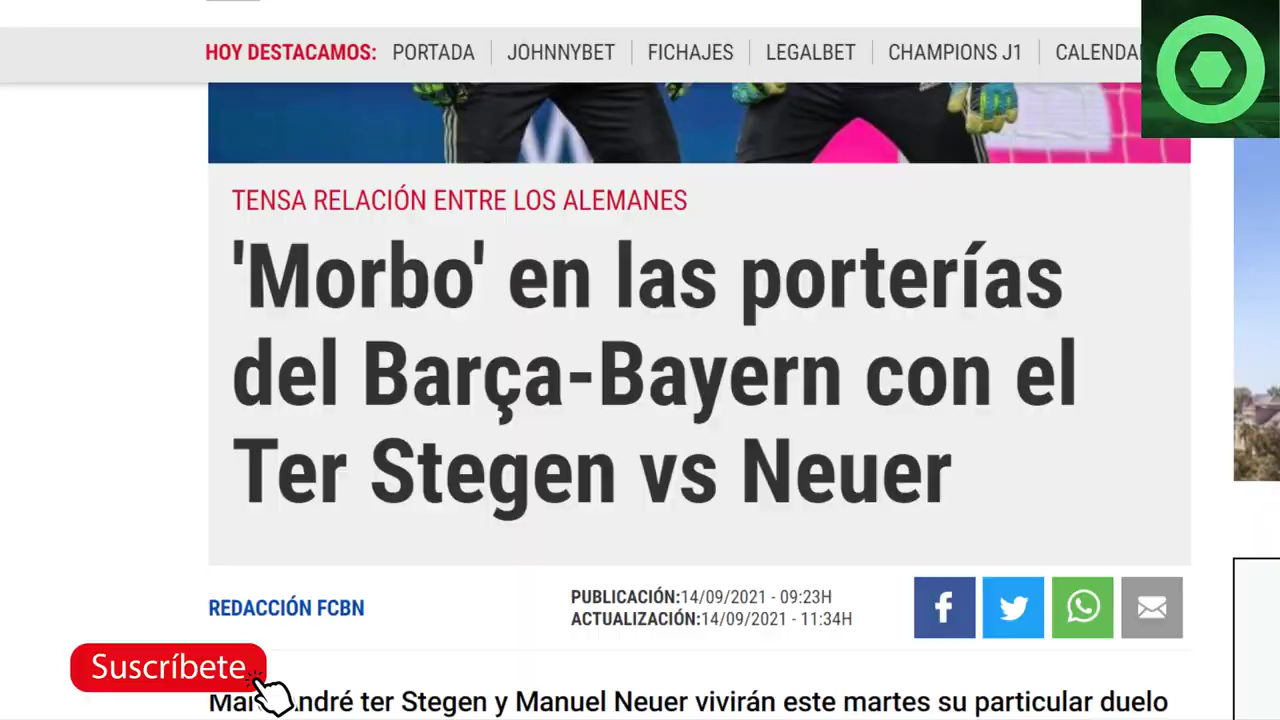 HOY DESTACAMOS: PORTADA JOHNNYBET FICHAJES LEGALBET CHAMPIONS J1
TENSA RELACIÓN ENTRE LOS ALEMANES
'Morbo' en las porterías
del Barça-Bayern con el
Ter Stegen vs Neuer
REDACCIÓN FCBN
PUBLICACIÓN:14/09/2021 - 09:23H
ACTUALIZACIÓN:14/09/2021 - 11:34H
Suscríbete
ter Stegen y Manuel Neuer vivirán este martes su particular duelo